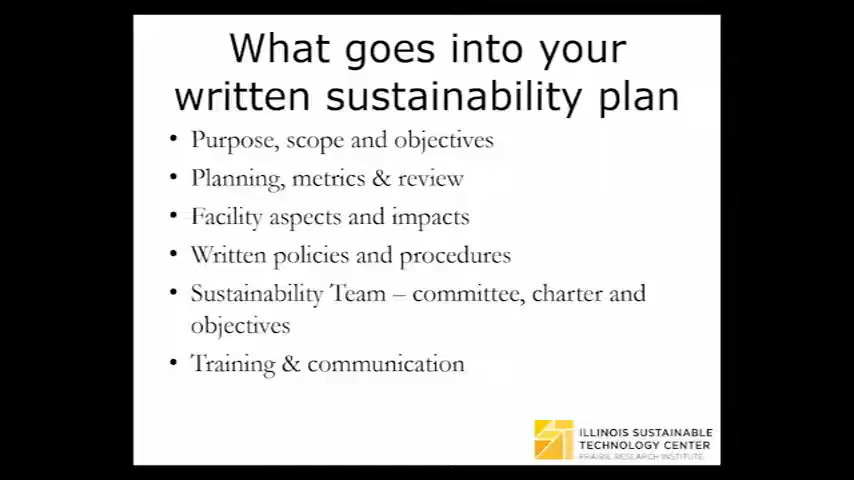 What goes into your
written sustainability plan
• Purpose, scope and objectives
• Planning, metrics & review
• Facility aspects and impacts
• Written policies and procedures
• Sustainability Team – committee, charter and
objectives
• Training & communication
ILLINOIS SUSTAINABLE
TECHNOLOGY CENTER
PRAIRIE RESEARCH INSTITUTE